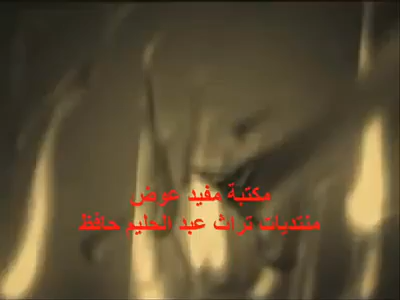 مكتبة مفيد عوض
منتديات تراث عبد الحليم حافظ